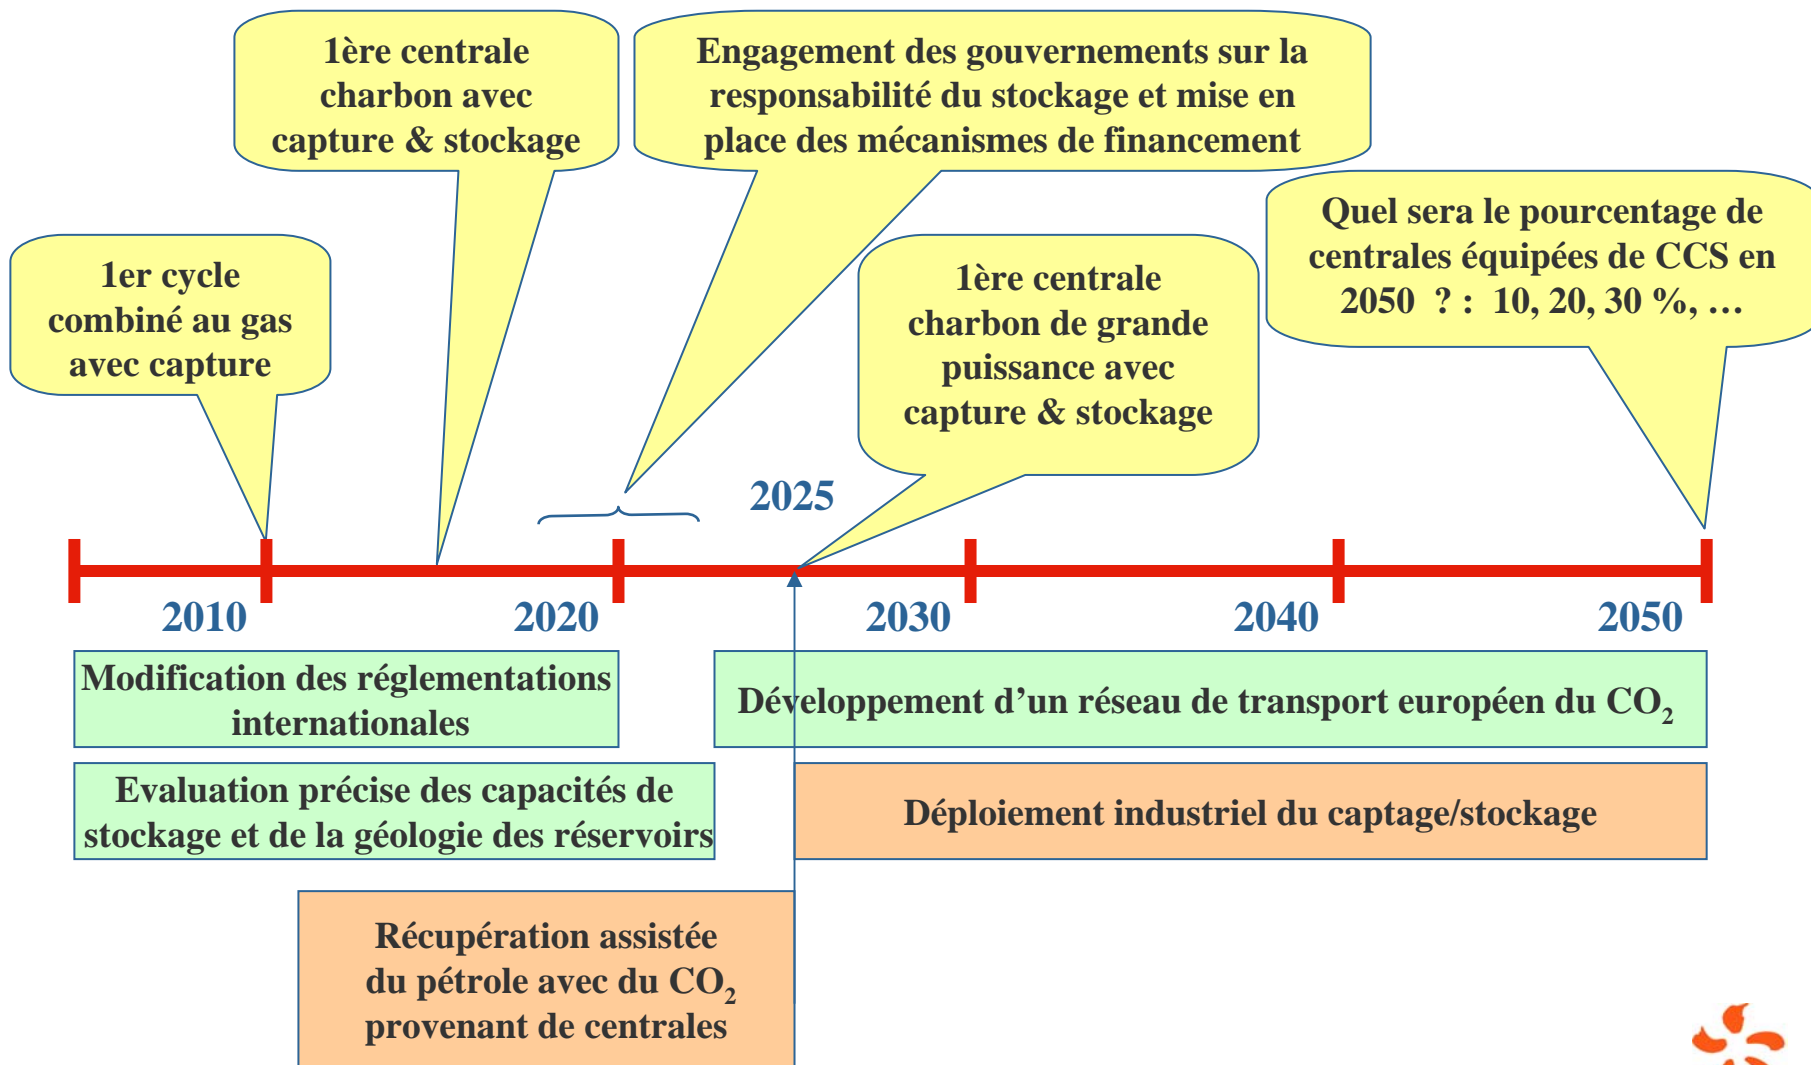 1ère centrale
charbon avec
capture & stockage
Engagement des gouvernements sur la
responsabilité du stockage et mise en
place des mécanismes de financement
Quel sera le pourcentage de
centrales équipées de CCS en
2050 ? : 10, 20, 30 %, …
1er cycle
combiné au gas
avec capture
1ère centrale
charbon de grande
puissance avec
capture & stockage
2025
2010
2020
2030
2040
2050
Modification des réglementations
internationales
Développement d’un réseau de transport européen du CO₂
Evaluation précise des capacités de
stockage et de la géologie des réservoirs
Déploiement industriel du captage/stockage
Récupération assistée
du pétrole avec du CO₂
provenant de centrales